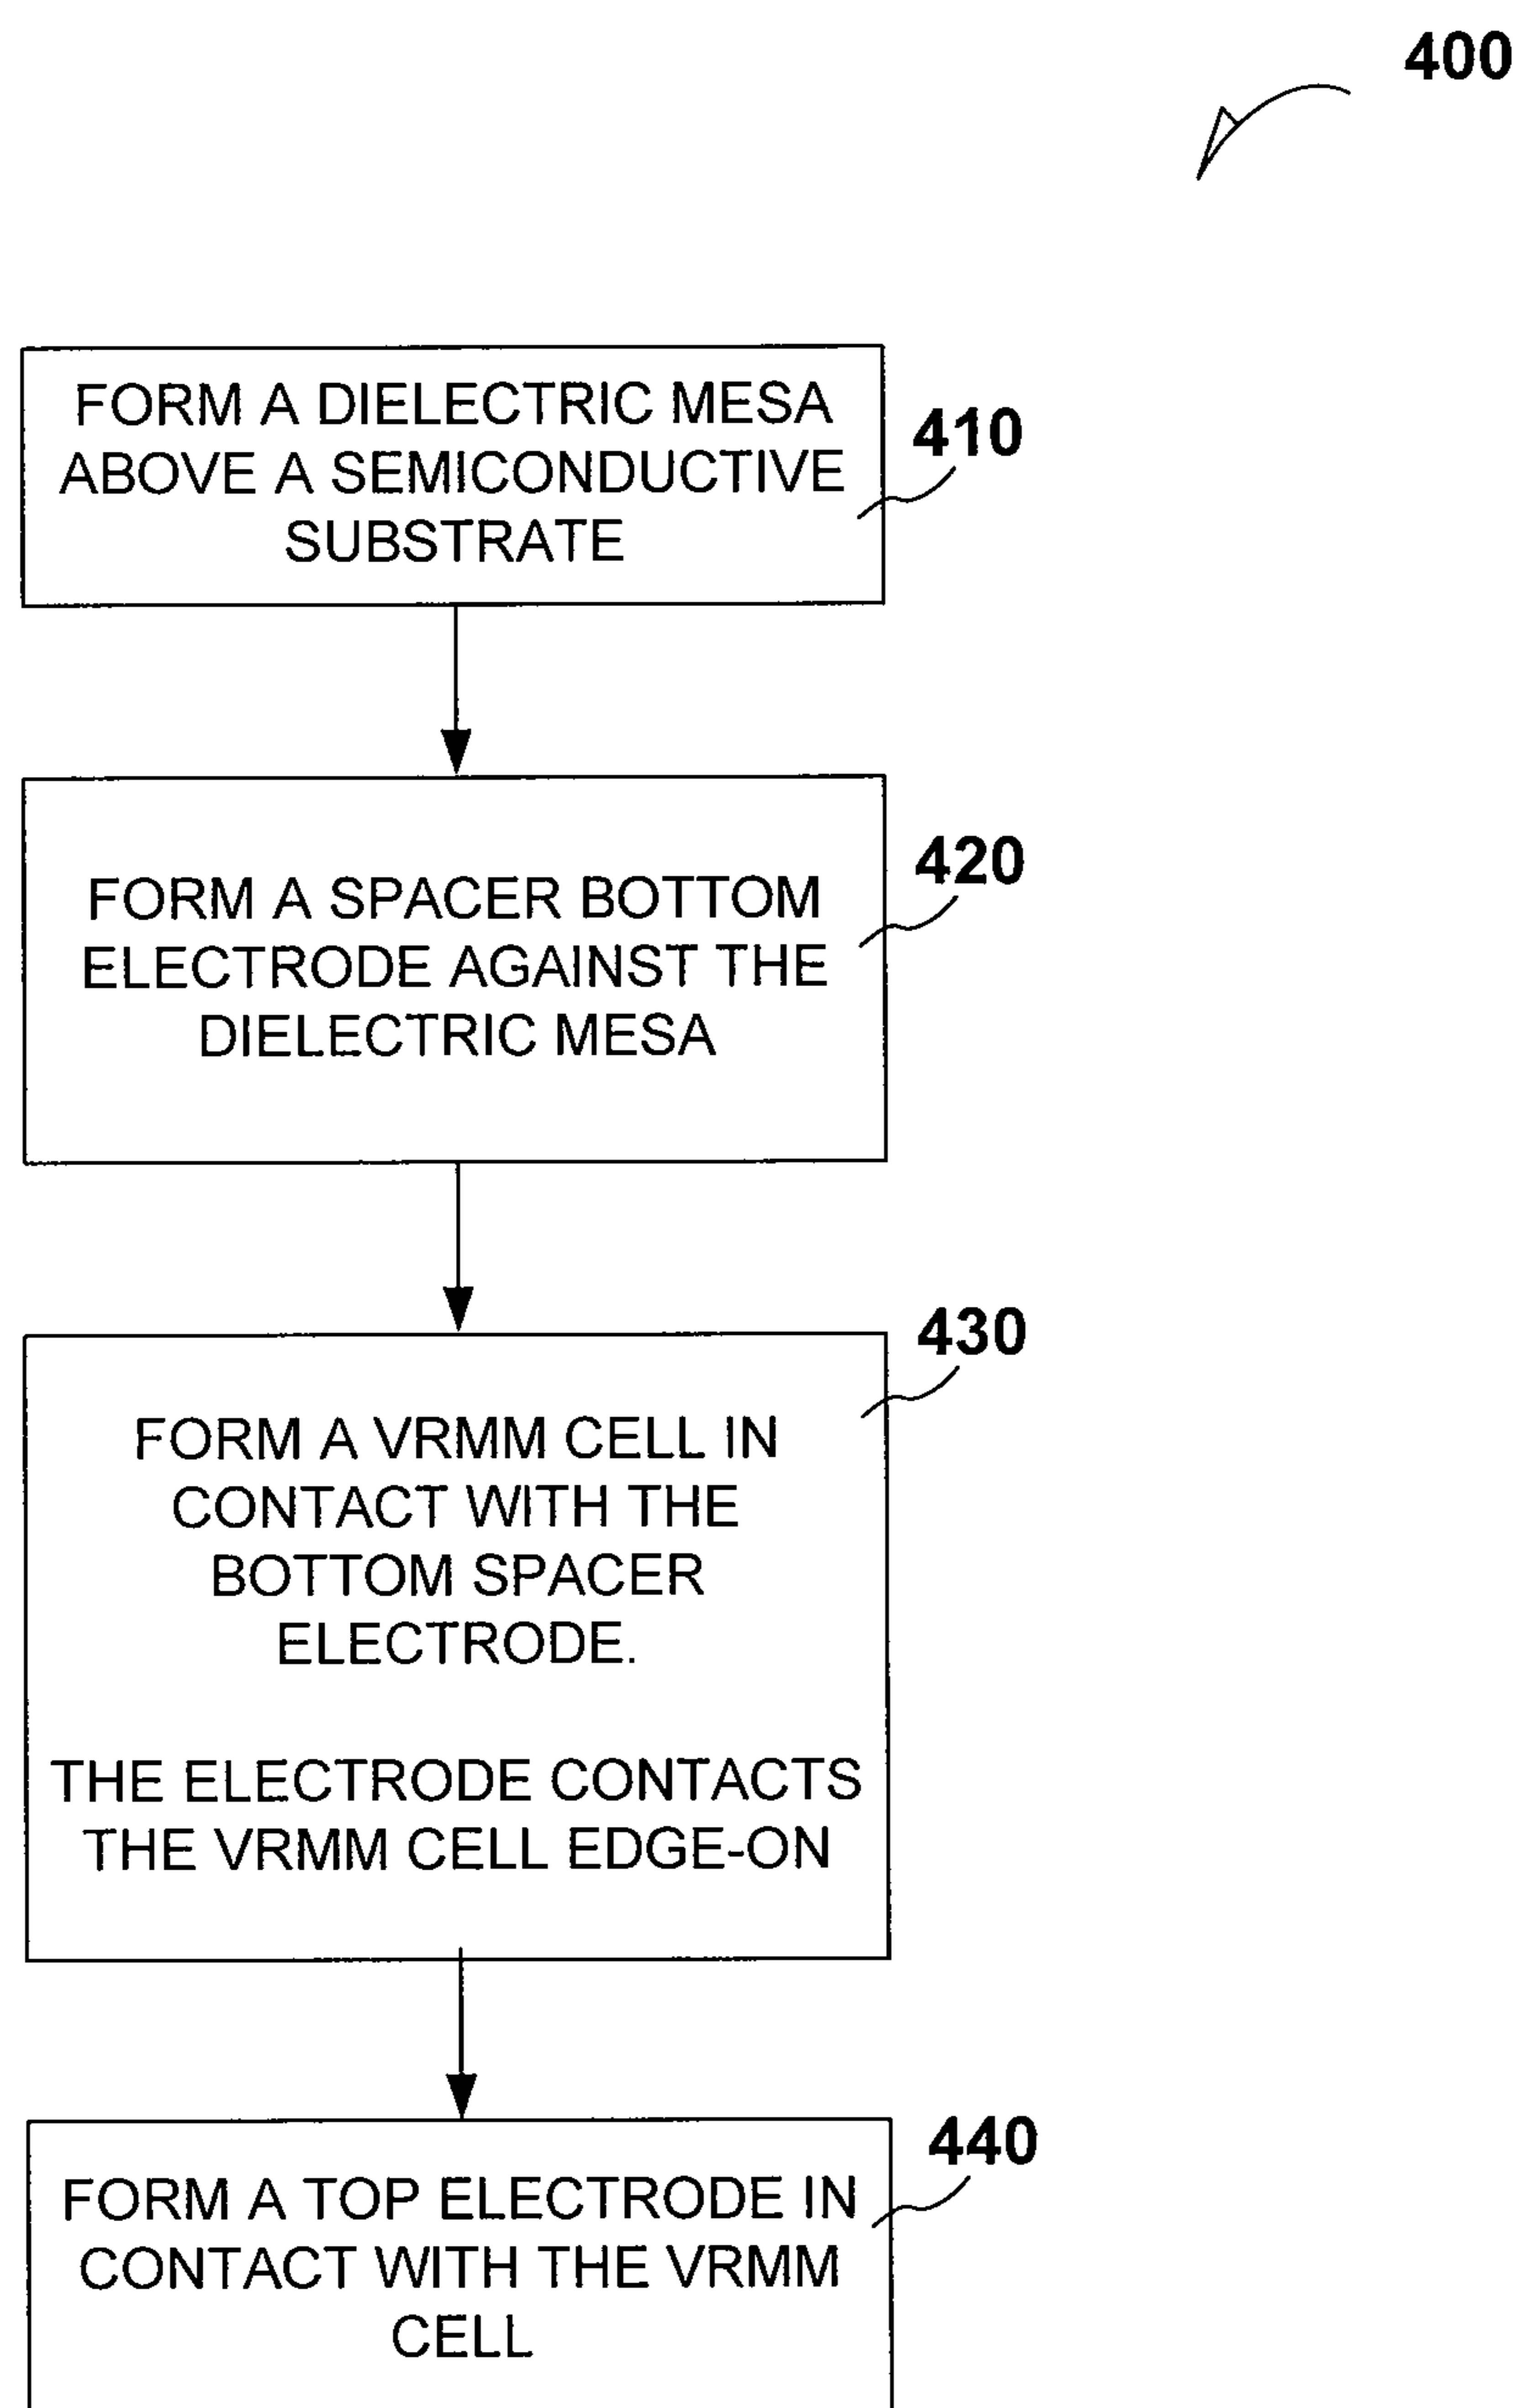 400
FORM A DIELECTRIC MESA
ABOVE A SEMICONDUCTIVE
SUBSTRATE
410
FORM A SPACER BOTTOM
ELECTRODE AGAINST THE
DIELECTRIC MESA
420
FORM A VRMM CELL IN
CONTACT WITH THE
BOTTOM SPACER
ELECTRODE.
THE ELECTRODE CONTACTS
THE VRMM CELL EDGE-ON
430
FORM A TOP ELECTRODE IN
CONTACT WITH THE VRMM
CELL
440